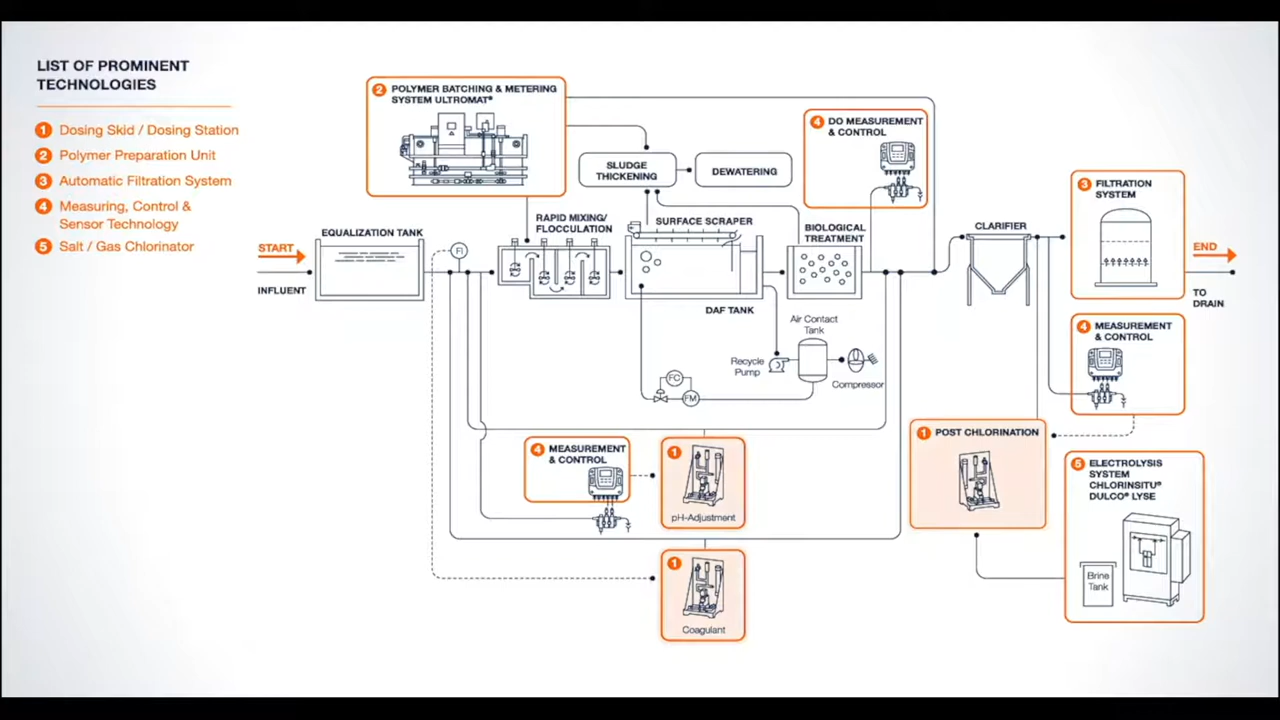 LIST OF PROMINENT
TECHNOLOGIES
1 Dosing Skid / Dosing Station
2 Polymer Preparation Unit
3 Automatic Filtration System
4 Measuring, Control &
Sensor Technology
5 Salt / Gas Chlorinator
START
INFLUENT
EQUALIZATION TANK
FI
2 POLYMER BATCHING & METERING
SYSTEM ULTROMAT®
RAPID MIXING/
FLOCCULATION
SLUDGE
THICKENING
DEWATERING
SURFACE SCRAPER
DAF TANK
BIOLOGICAL
TREATMENT
4 DO MEASUREMENT
& CONTROL
Air Contact
Tank
Recycle
Pump
Compressor
FC
FM
CLARIFIER
3 FILTRATION
SYSTEM
END
TO
DRAIN
4 MEASUREMENT
& CONTROL
4 MEASUREMENT
& CONTROL
1
pH-Adjustment
1
Coagulant
1 POST CHLORINATION
5 ELECTROLYSIS
SYSTEM
CHLORINSITU®
DULCO® LYSE
Brine
Tank